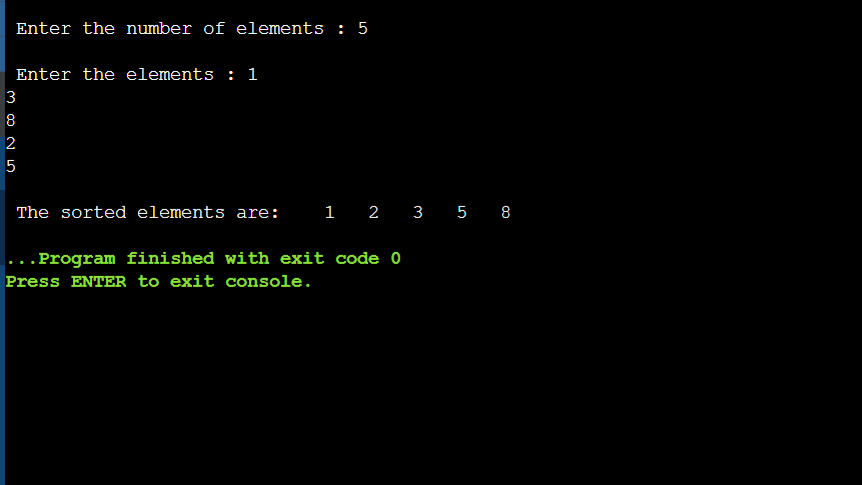 Enter the number of elements : 5
Enter the elements : 1
3
8
2
5
The sorted elements are: 1 2 3 5 8
...Program finished with exit code 0
Press ENTER to exit console.